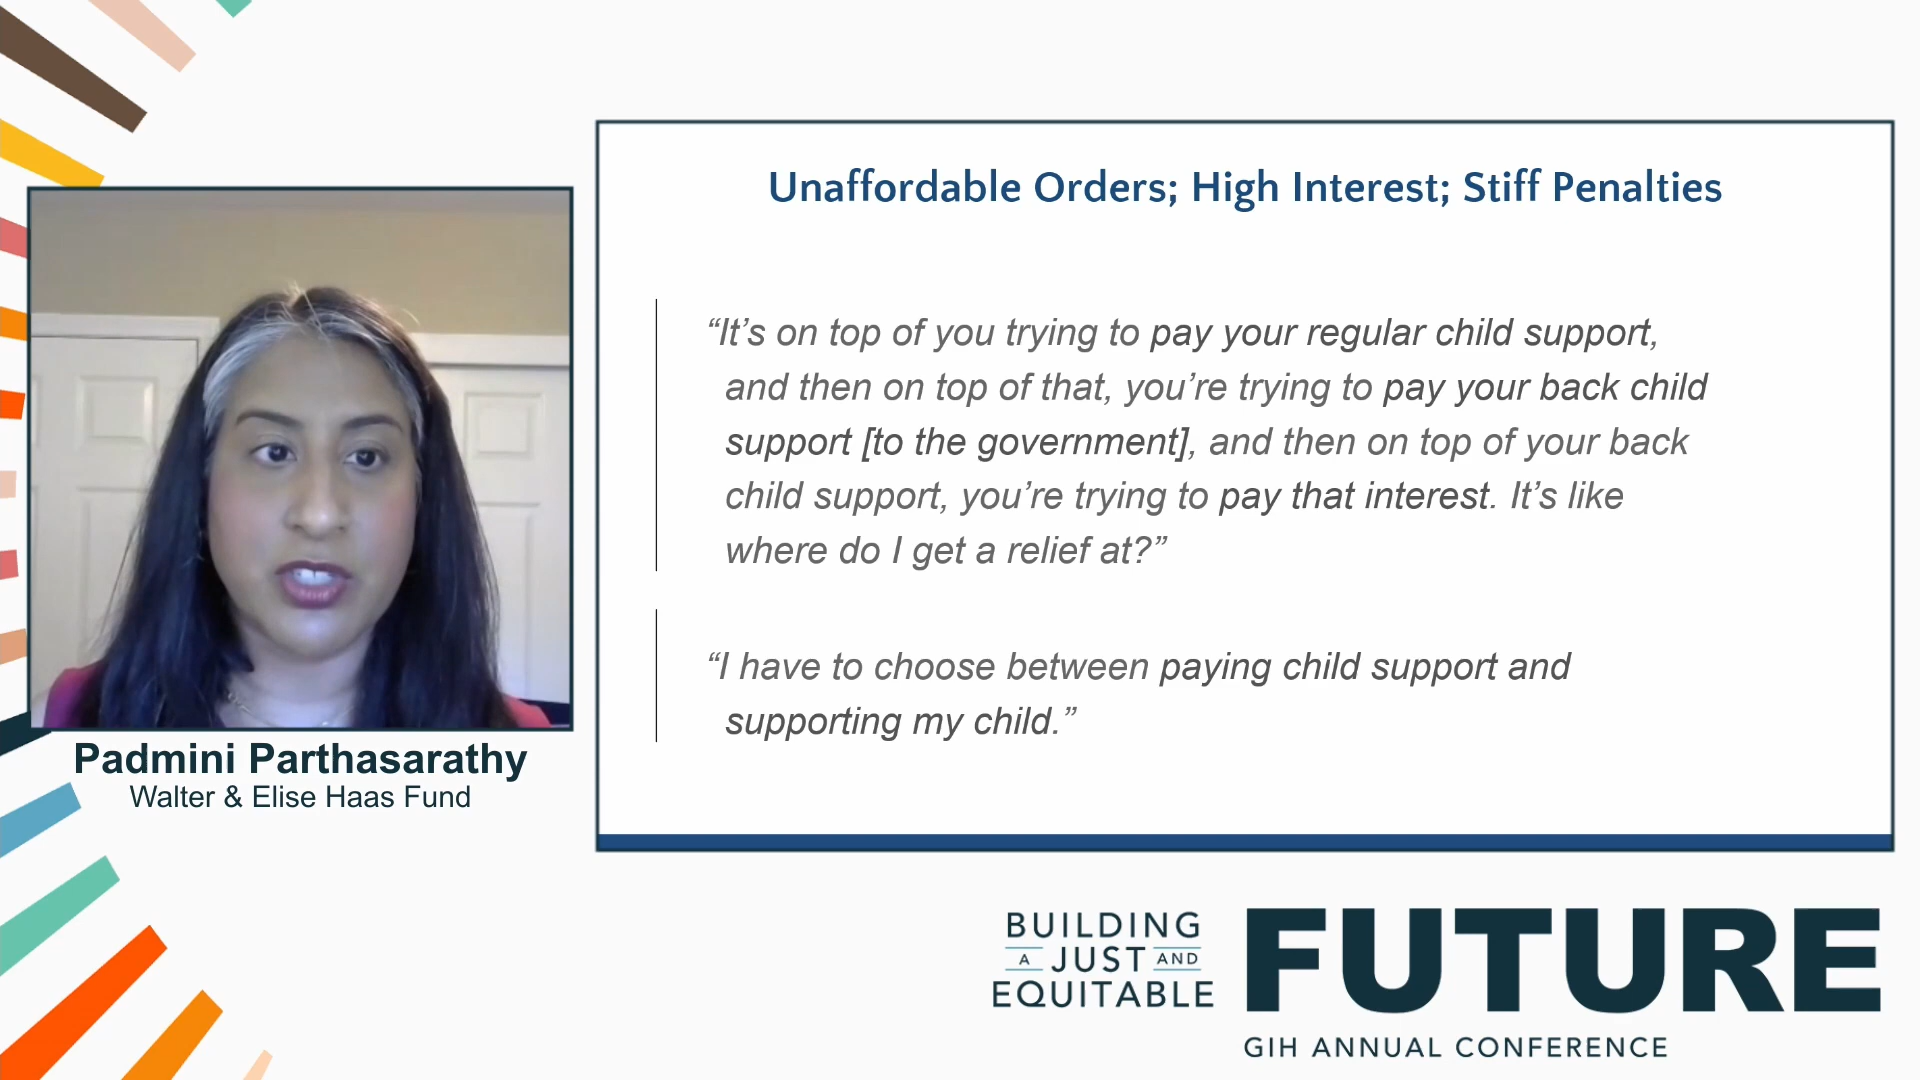 Unaffordable Orders; High Interest; Stiff Penalties
“It’s on top of you trying to pay your regular child support,
and then on top of that, you’re trying to pay your back child
support [to the government], and then on top of your back
child support, you’re trying to pay that interest. It’s like
where do I get a relief at?”
“I have to choose between paying child support and
supporting my child.”
Padmini Parthasarathy
Walter & Elise Haas Fund
BUILDING
A JUST AND
EQUITABLE
FUTURE
GIH ANNUAL CONFERENCE